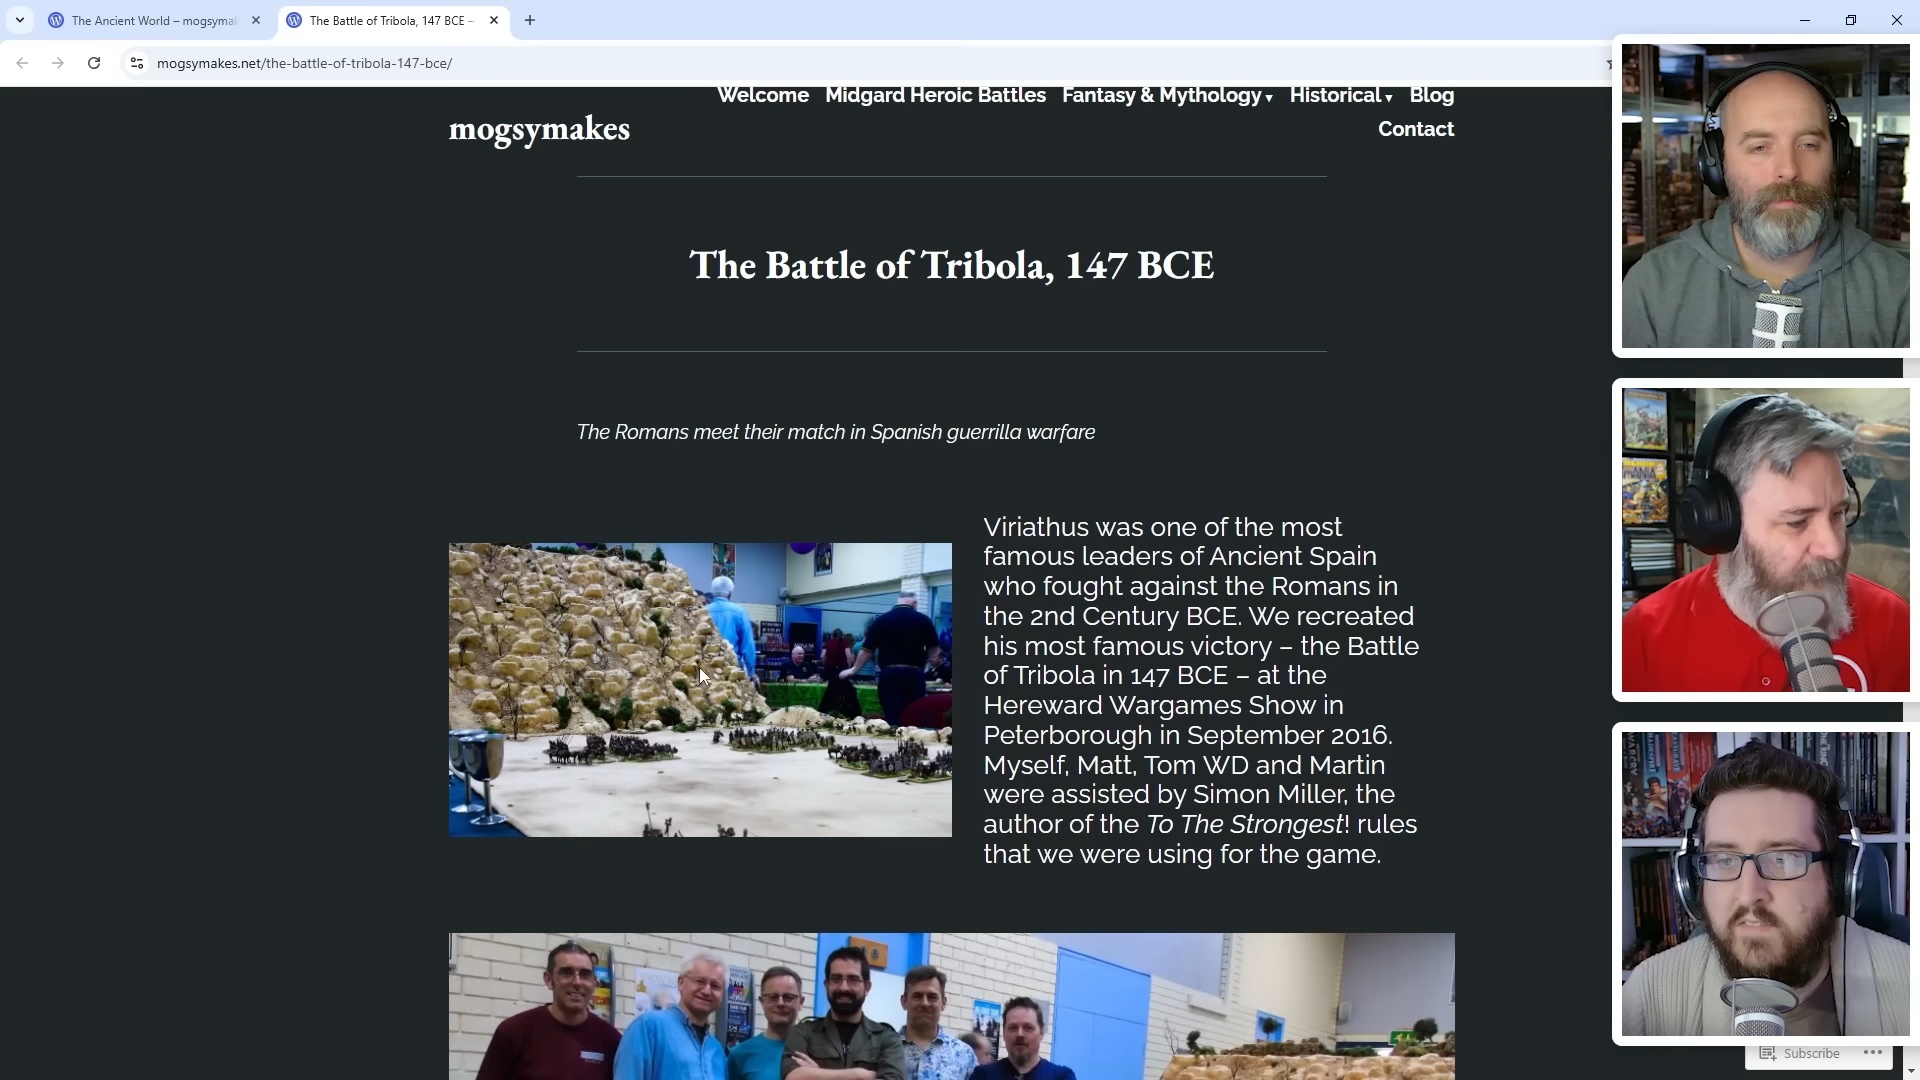 The Ancient World – mogsymak
The Battle of Tribola, 147 BCE –
mogsymakes.net/the-battle-of-tribola-147-bce/
Welcome Midgard Heroic Battles Fantasy & Mythology Historical Blog
mogsymakes
Contact
The Battle of Tribola, 147 BCE
The Romans meet their match in Spanish guerrilla warfare
Viriathus was one of the most
famous leaders of Ancient Spain
who fought against the Romans in
the 2nd Century BCE. We recreated
his most famous victory – the Battle
of Tribola in 147 BCE – at the
Hereward Wargames Show in
Peterborough in September 2016.
Myself, Matt, Tom WD and Martin
were assisted by Simon Miller, the
author of the To The Strongest! rules
that we were using for the game.
Subscribe